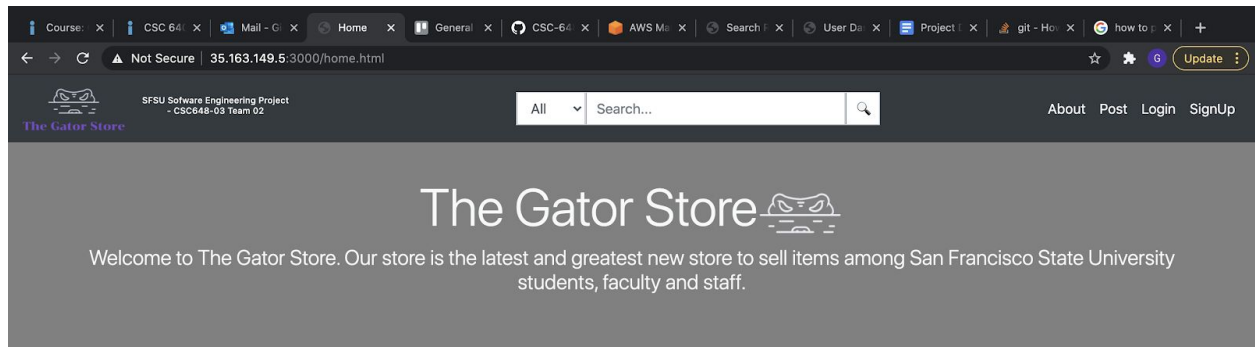 Course:
CSC 640
Mail - Gi
Home
General
CSC-64
AWS Ma
Search
User Da
Project
git - How
how to p
Not Secure 35.163.149.5:3000/home.html
G
Update
The Gator Store
SFSU Sofware Engineering Project
- CSC648-03 Team 02
All
Search...
About
Post
Login
SignUp
The Gator Store
Welcome to The Gator Store. Our store is the latest and greatest new store to sell items among San Francisco State University
students, faculty and staff.